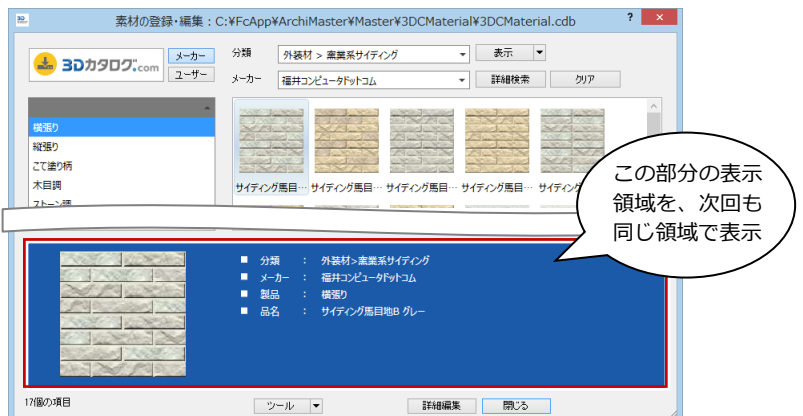 素材の登録・編集：C:¥FcApp¥ArchiMaster¥Master¥3DCMaterial¥3DCMaterial.cdb
? ×
3Dカタログ.com
メーカー
ユーザー
分類 外装材 > 窯業系サイディング 表示
メーカー 福井コンピュータドットコム 詳細検索 クリア
横張り
縦張り
こて塗り柄
木目調
ストーン調
サイディング馬目… サイディング馬目… サイディング馬目… サイディング馬目… サイディング
この部分の表示
領域を、次回も
同じ領域で表示
■ 分類 ： 外装材>窯業系サイディング
■ メーカー ： 福井コンピュータドットコム
■ 製品 ： 横張り
■ 品名 ： サイディング馬目地B グレー
17個の項目
ツール
詳細編集
閉じる